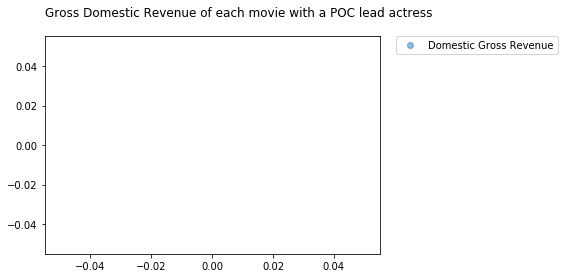 Gross Domestic Revenue of each movie with a POC lead actress
Domestic Gross Revenue
0.04
0.02
0.00
−0.02
−0.04
−0.04 −0.02 0.00 0.02 0.04